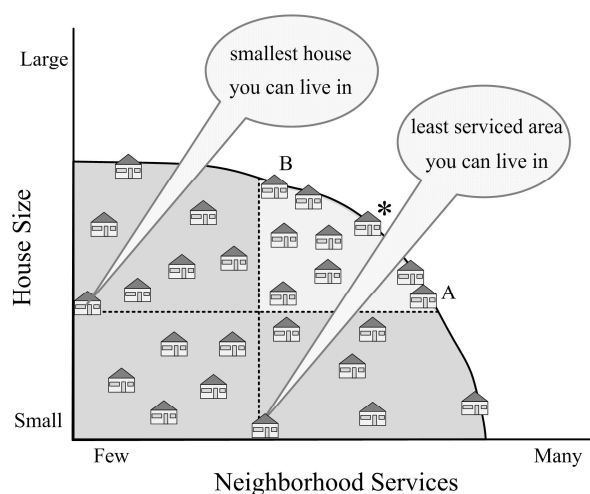 Large
smallest house
you can live in
least serviced area
you can live in
B
*
House Size
A
Small
Few
Many
Neighborhood Services